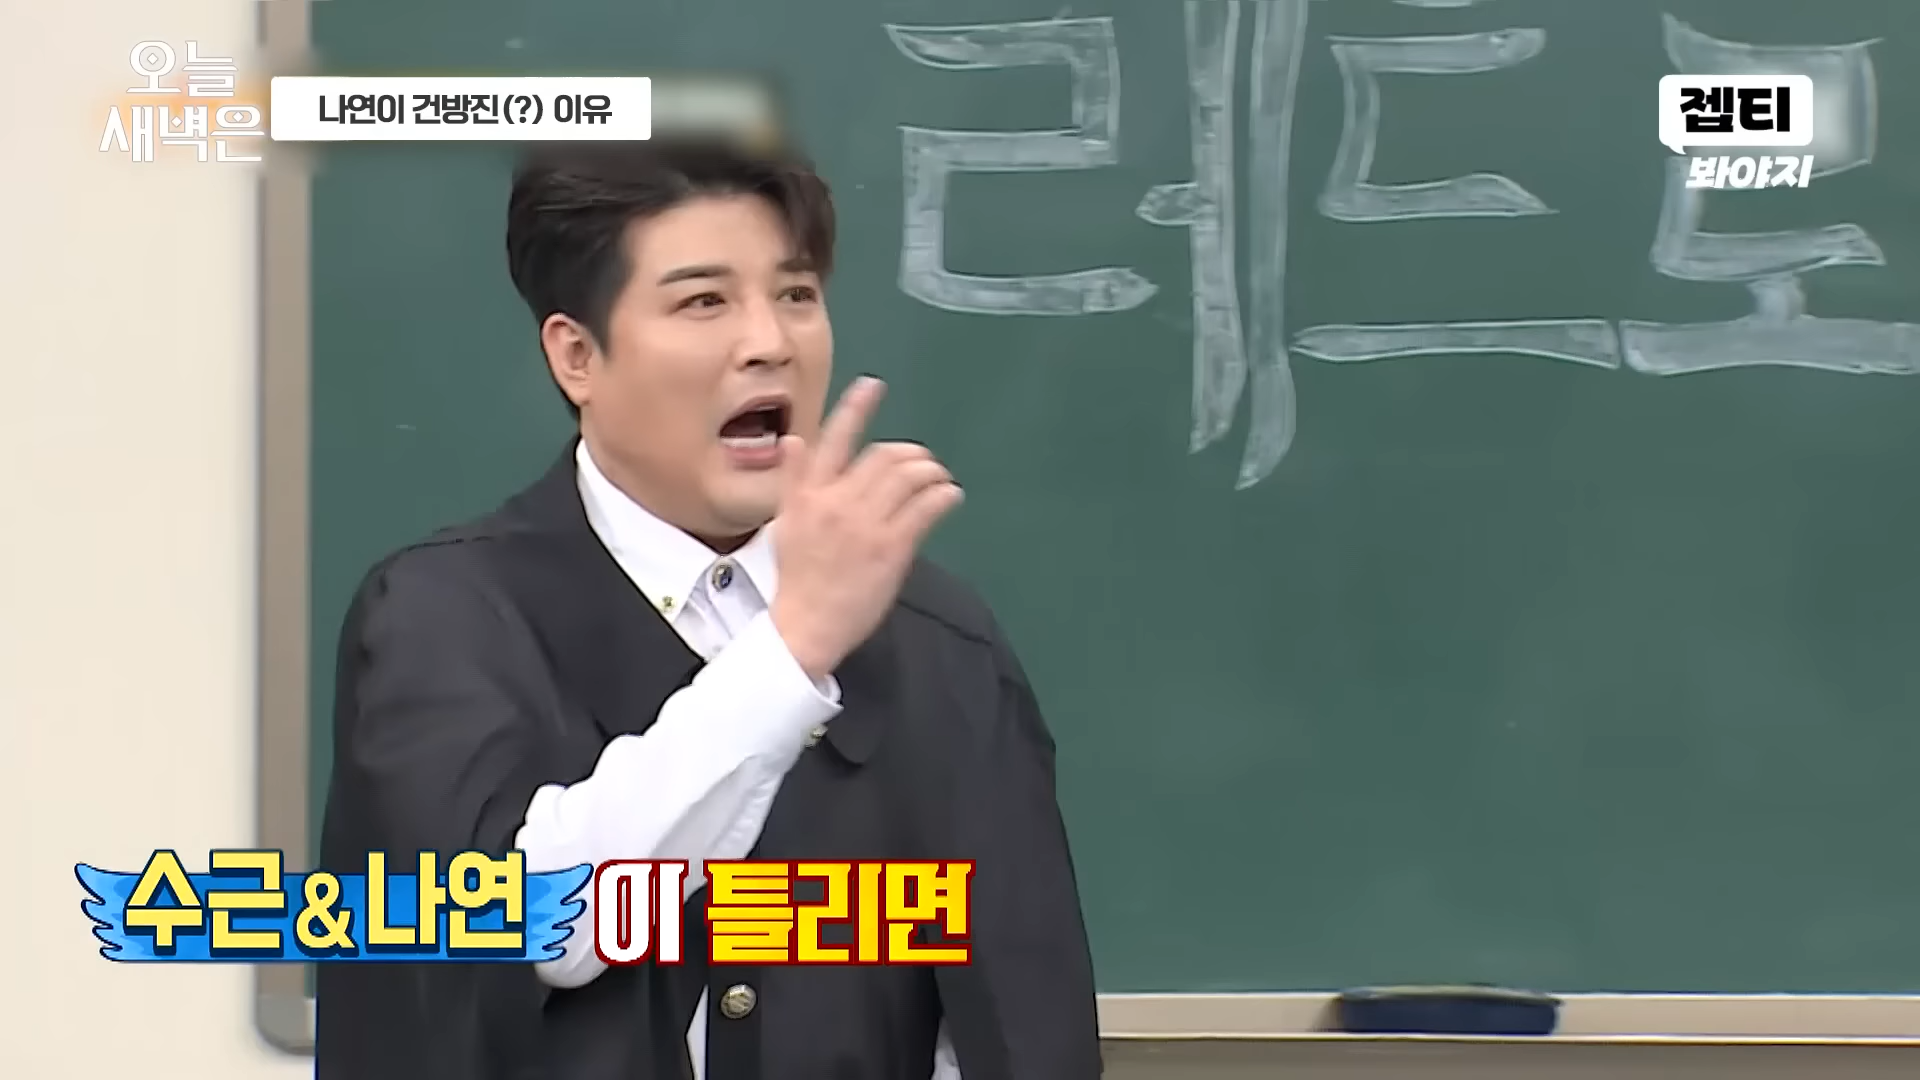 오늘
새벽은
나연이 건방진(?) 이유
젭티
봐야지
수근&나연이 틀리면